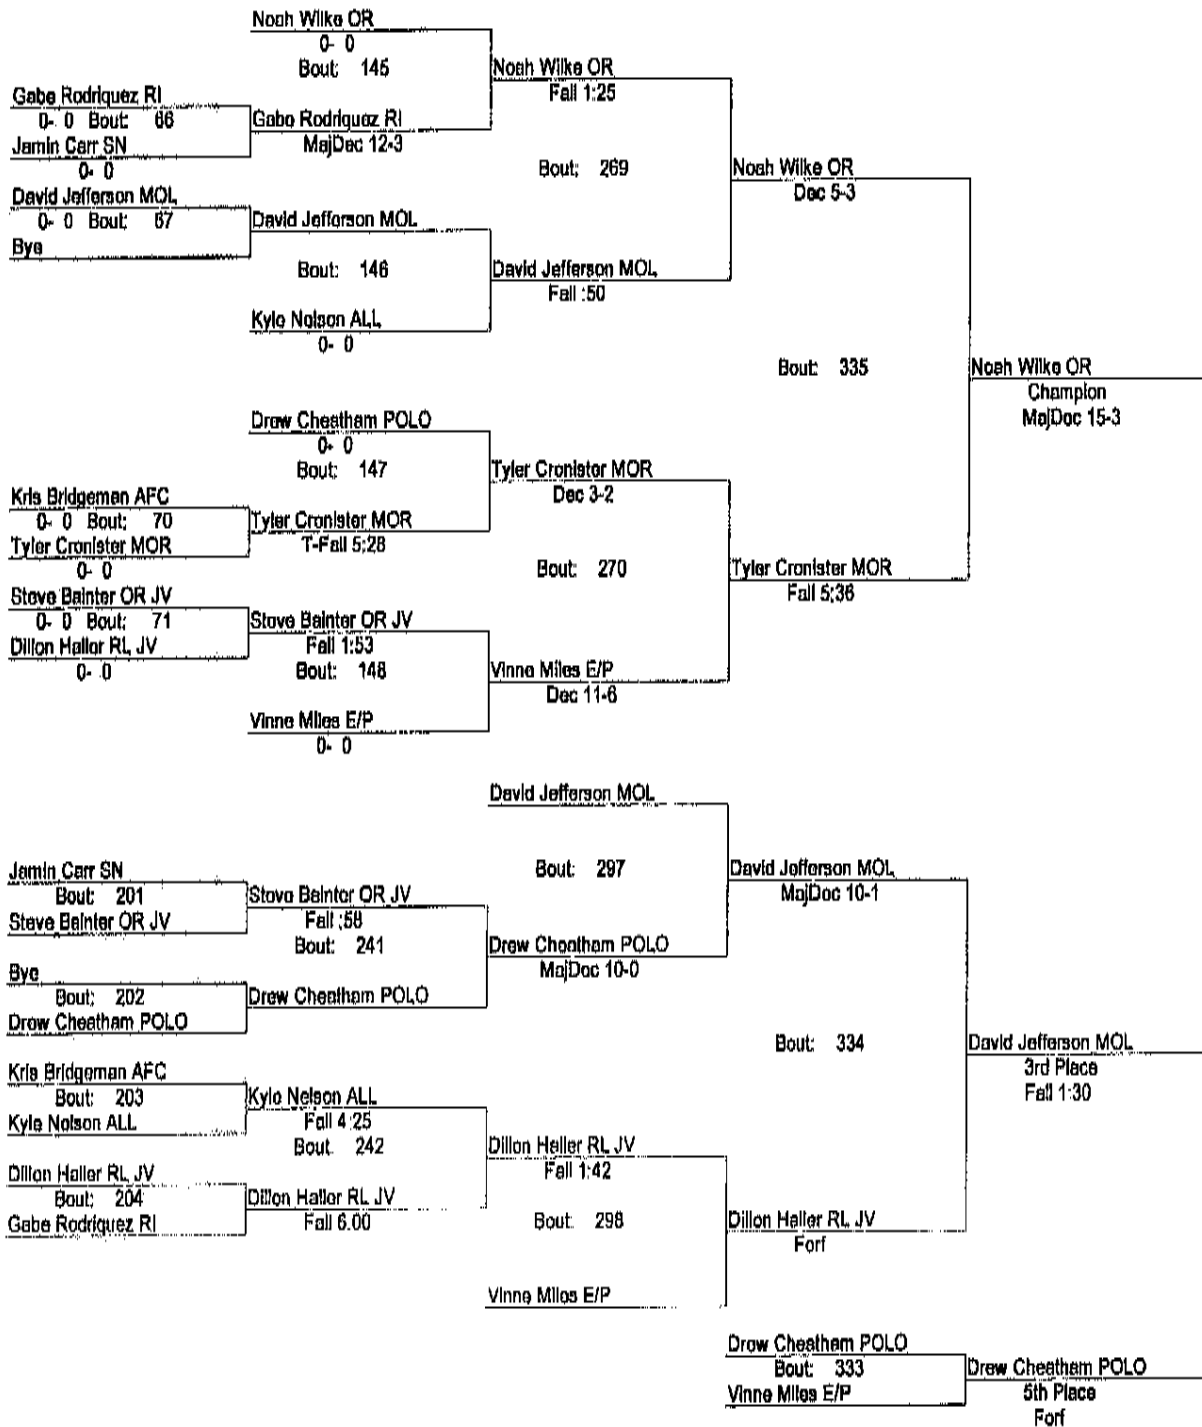 Noah Wilke OR
0- 0
Bout: 145
Noah Wilke OR
Fall 1:25
Gabe Rodriquez RI
0- 0 Bout: 66
Gabe Rodriquez RI
MajDec 12-3
Jamin Carr SN
0- 0
Bout: 269
Noah Wilke OR
Dec 5-3
David Jefferson MOL
0- 0 Bout: 67
David Jefferson MOL
Bye
Bout: 146
David Jefferson MOL
Fall :50
Kyle Nelson ALL
0- 0
Bout: 335
Noah Wilke OR
Champion
MajDec 15-3
Drew Cheatham POLO
0- 0
Bout: 147
Tyler Cronister MOR
Dec 3-2
Kris Bridgeman AFC
0- 0 Bout: 70
Tyler Cronister MOR
T-Fall 5:28
Tyler Cronister MOR
0- 0
Bout: 270
Tyler Cronister MOR
Fall 5:36
Steve Bainter OR JV
0- 0 Bout: 71
Steve Bainter OR JV
Fall 1:53
Dillon Haller RL JV
0- 0
Bout: 148
Vinne Miles E/P
Dec 11-6
Vinne Miles E/P
0- 0
David Jefferson MOL
Bout: 297
David Jefferson MOL
MajDec 10-1
Jamin Carr SN
Bout: 201
Steve Bainter OR JV
Steve Bainter OR JV
Fall :58
Bout: 241
Drew Cheatham POLO
MajDec 10-0
Bye
Bout: 202
Drew Cheatham POLO
Drew Cheatham POLO
Bout: 334
David Jefferson MOL
3rd Place
Fall 1:30
Kris Bridgeman AFC
Bout: 203
Kyle Nelson ALL
Kyle Nelson ALL
Fall 4:25
Bout: 242
Dillon Haller RL JV
Fall 1:42
Dillon Haller RL JV
Bout: 204
Gabe Rodriquez RI
Dillon Haller RL JV
Fall 6:00
Bout: 298
Dillon Haller RL JV
Forf
Vinne Miles E/P
Drew Cheatham POLO
Bout: 333
Vinne Miles E/P
Drew Cheatham POLO
5th Place
Forf